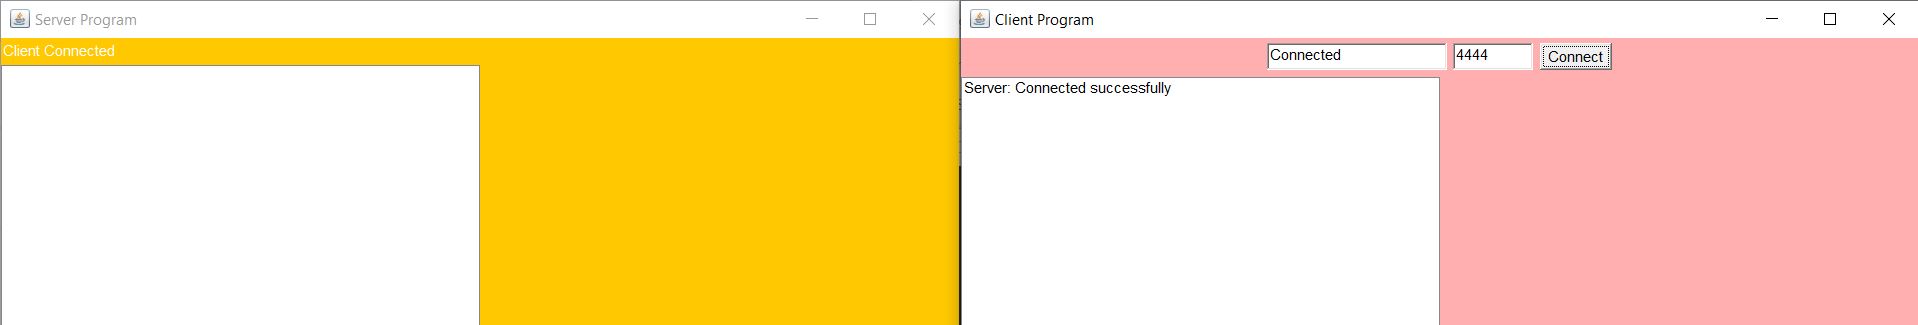 Server Program
Client Connected
Client Program
Connected 4444 Connect
Server: Connected successfully